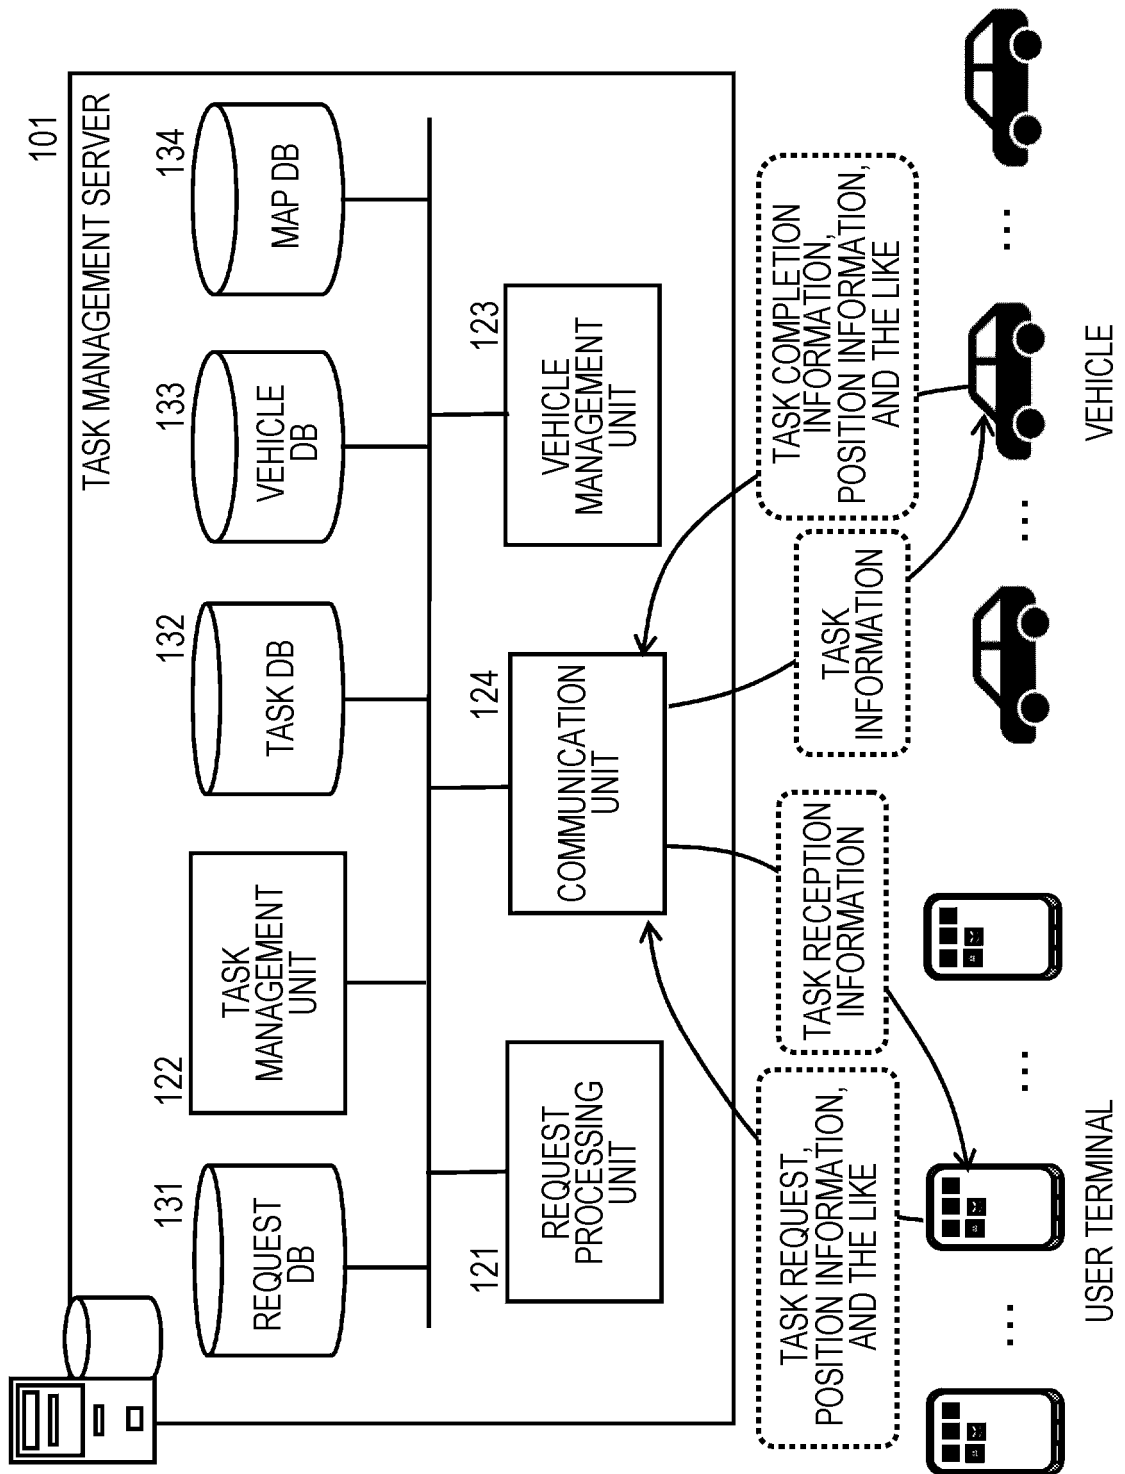 101
TASK MANAGEMENT SERVER
131
REQUEST
DB
122
TASK
MANAGEMENT
UNIT
132
TASK DB
133
VEHICLE
DB
134
MAP DB
121
REQUEST
PROCESSING
UNIT
124
COMMUNICATION
UNIT
123
VEHICLE
MANAGEMENT
UNIT
TASK REQUEST,
POSITION INFORMATION,
AND THE LIKE
TASK RECEPTION
INFORMATION
TASK
INFORMATION
TASK COMPLETION
INFORMATION,
POSITION INFORMATION,
AND THE LIKE
...
...
...
...
USER TERMINAL
VEHICLE